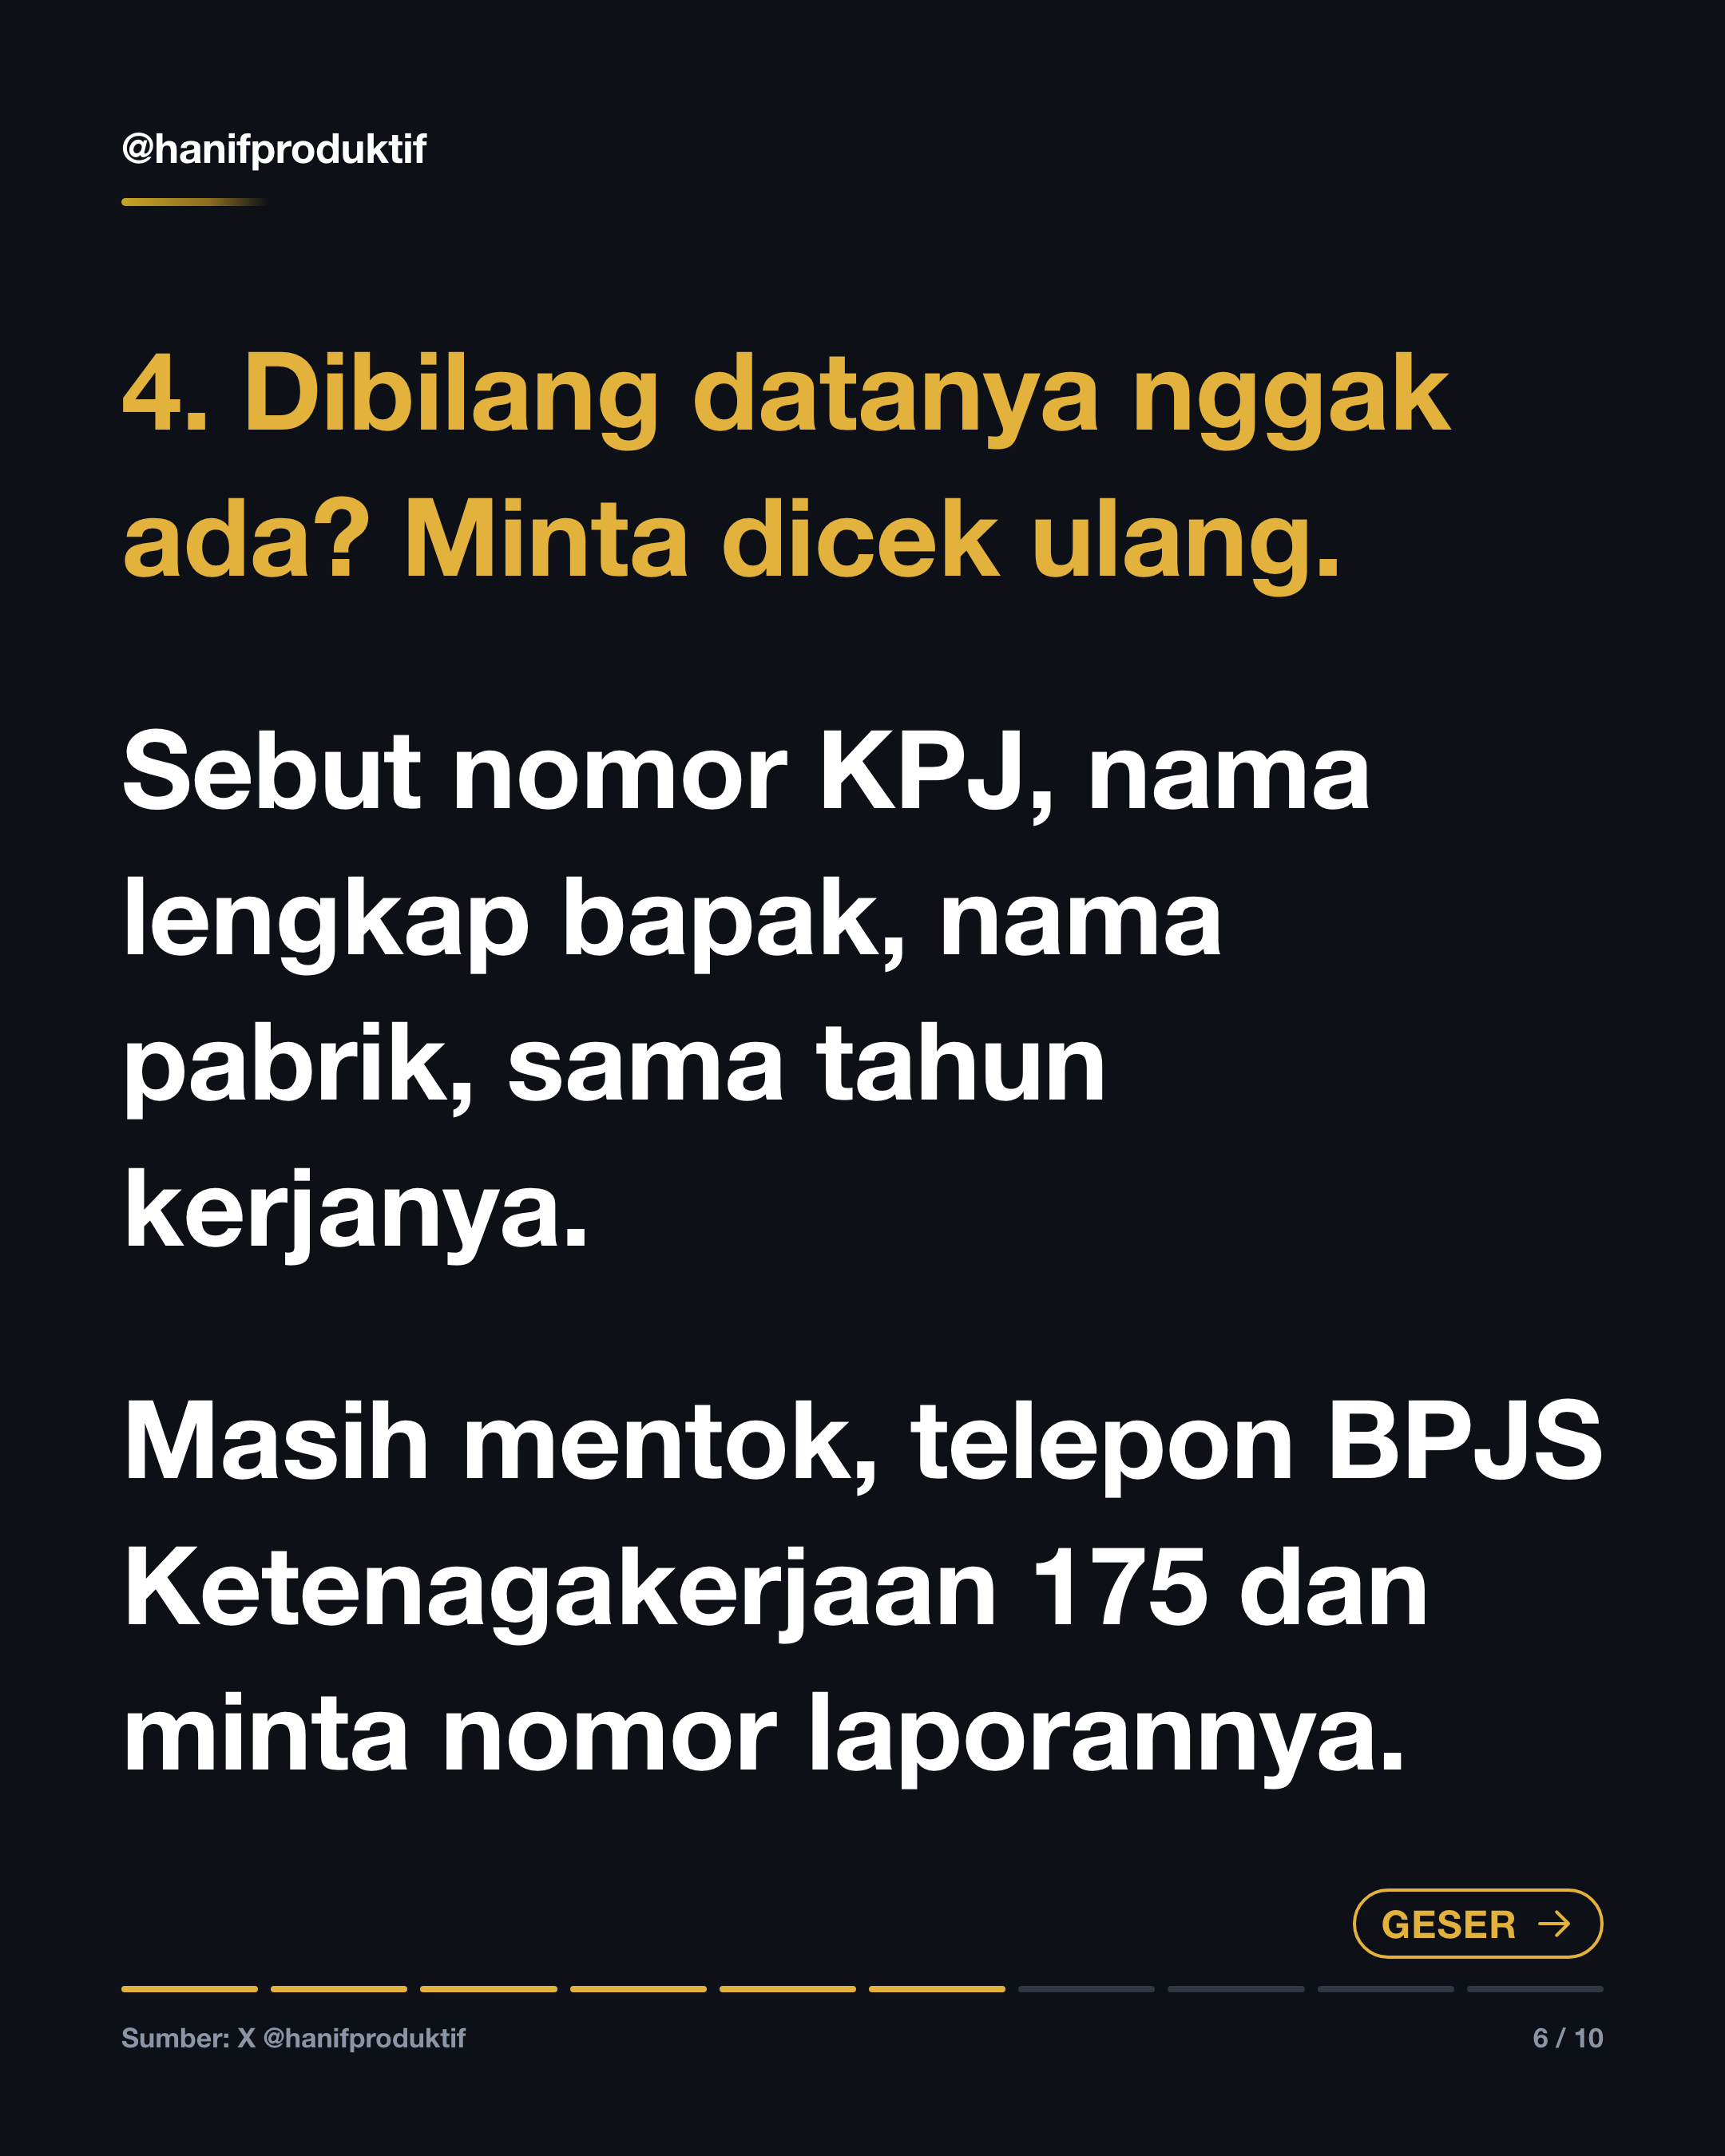 @hanifproduktif
4. Dibilang datanya nggak
ada? Minta dicek ulang.
Sebut nomor KPJ, nama
lengkap bapak, nama
pabrik, sama tahun
kerjanya.
Masih mentok, telepon BPJS
Ketenagakerjaan 175 dan
minta nomor laporannya.
GESER →
Sumber: X @hanifproduktif
6 / 10